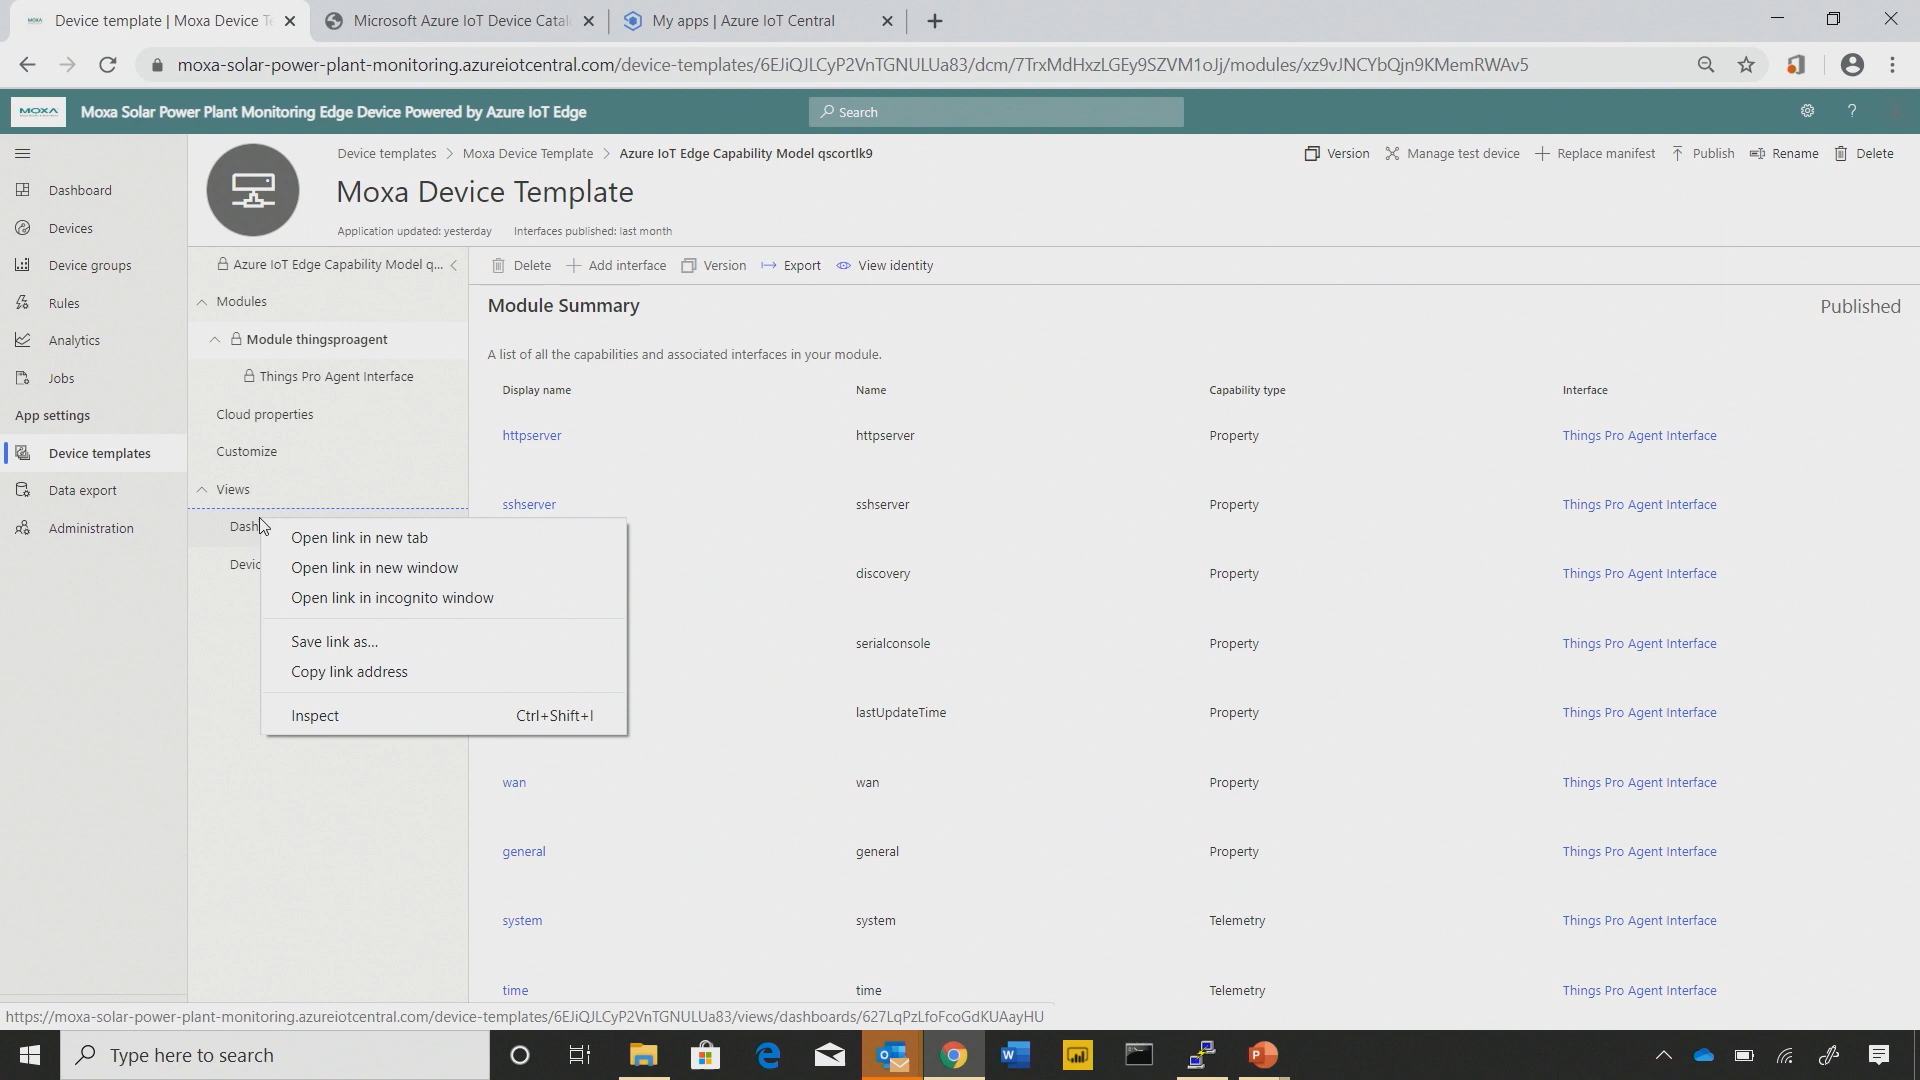 Device template | Moxa Device Te
Microsoft Azure IoT Device Catal
My apps | Azure IoT Central
moxa-solar-power-plant-monitoring.azureiotcentral.com/device-templates/6EJiQJLCyP2VnTGNULUa83/dcm/7TrxMdHxzLGEy9SZVM1oJj/modules/xz9vJNCYbQjn9KMemRWAv5
MOXA
Moxa Solar Power Plant Monitoring Edge Device Powered by Azure IoT Edge
Search
?
Device templates > Moxa Device Template > Azure IoT Edge Capability Model qscortlk9
Version
Manage test device
Replace manifest
Publish
Rename
Delete
Moxa Device Template
Application updated: yesterday
Interfaces published: last month
Dashboard
Devices
Device groups
Rules
Analytics
Jobs
App settings
Device templates
Data export
Administration
Azure IoT Edge Capability Model q...
Modules
Module thingsproagent
Things Pro Agent Interface
Cloud properties
Customize
Views
Dash
Devic
Delete
Add interface
Version
Export
View identity
Module Summary
Published
A list of all the capabilities and associated interfaces in your module.
Display name Name Capability type Interface
httpserver httpserver Property Things Pro Agent Interface
sshserver sshserver Property Things Pro Agent Interface
discovery Property Things Pro Agent Interface
serialconsole Property Things Pro Agent Interface
lastUpdateTime Property Things Pro Agent Interface
wan wan Property Things Pro Agent Interface
general general Property Things Pro Agent Interface
system system Telemetry Things Pro Agent Interface
time time Telemetry Things Pro Agent Interface
Open link in new tab
Open link in new window
Open link in incognito window
Save link as...
Copy link address
Inspect Ctrl+Shift+I
https://moxa-solar-power-plant-monitoring.azureiotcentral.com/device-templates/6EJiQJLCyP2VnTGNULUa83/views/dashboards/627LqPzLfoFcoGdKUAayHU
Type here to search